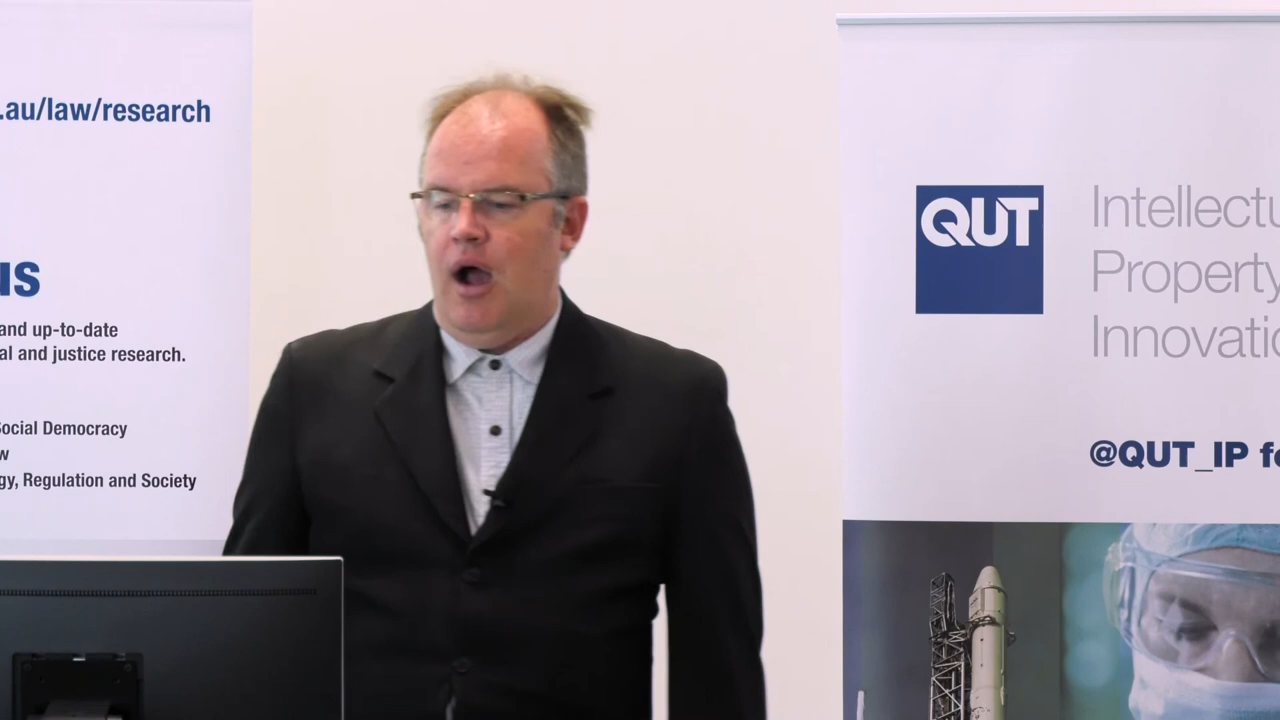 .au/law/research
us
and up-to-date
al and justice research.
Social Democracy
w
gy, Regulation and Society
QUT
Intellectu
Property
Innovatio
@QUT_IP fo